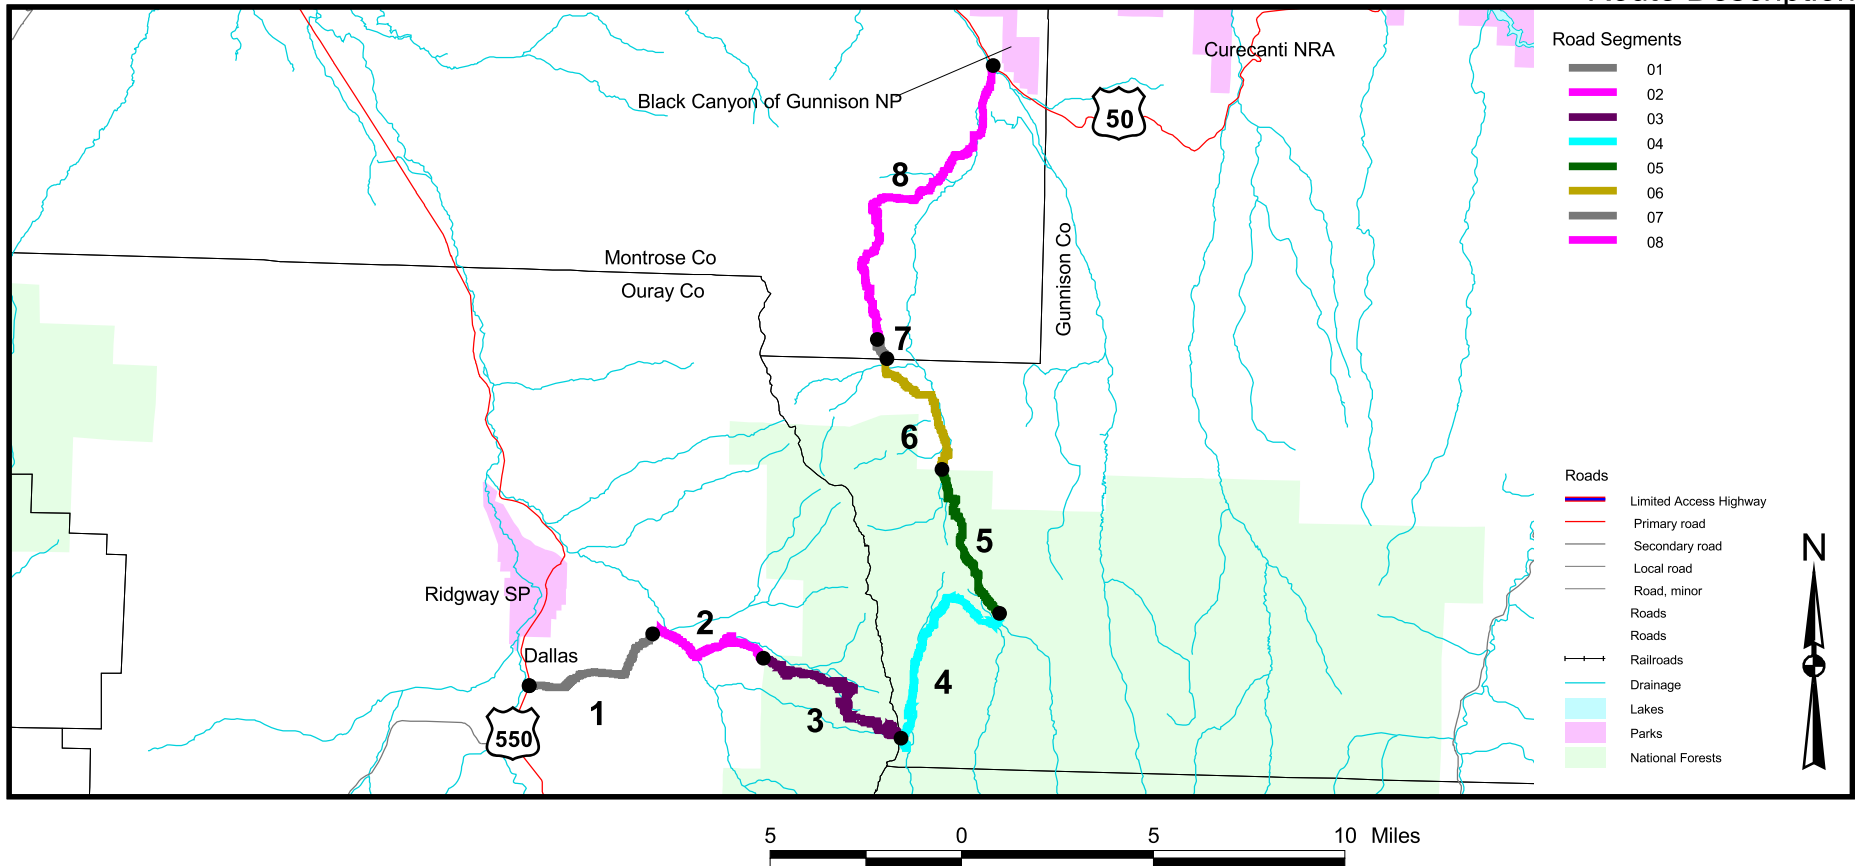 Route Description
Curecanti NRA
Black Canyon of Gunnison NP
50
8
Montrose Co
Ouray Co
Gunnison Co
7
6
5
Ridgway SP
2
Dallas
4
1
3
550
Road Segments
01
02
03
04
05
06
07
08
Roads
Limited Access Highway
Primary road
Secondary road
Local road
Road, minor
Roads
Roads
Railroads
Drainage
Lakes
Parks
National Forests
N
5 0 5 10 Miles